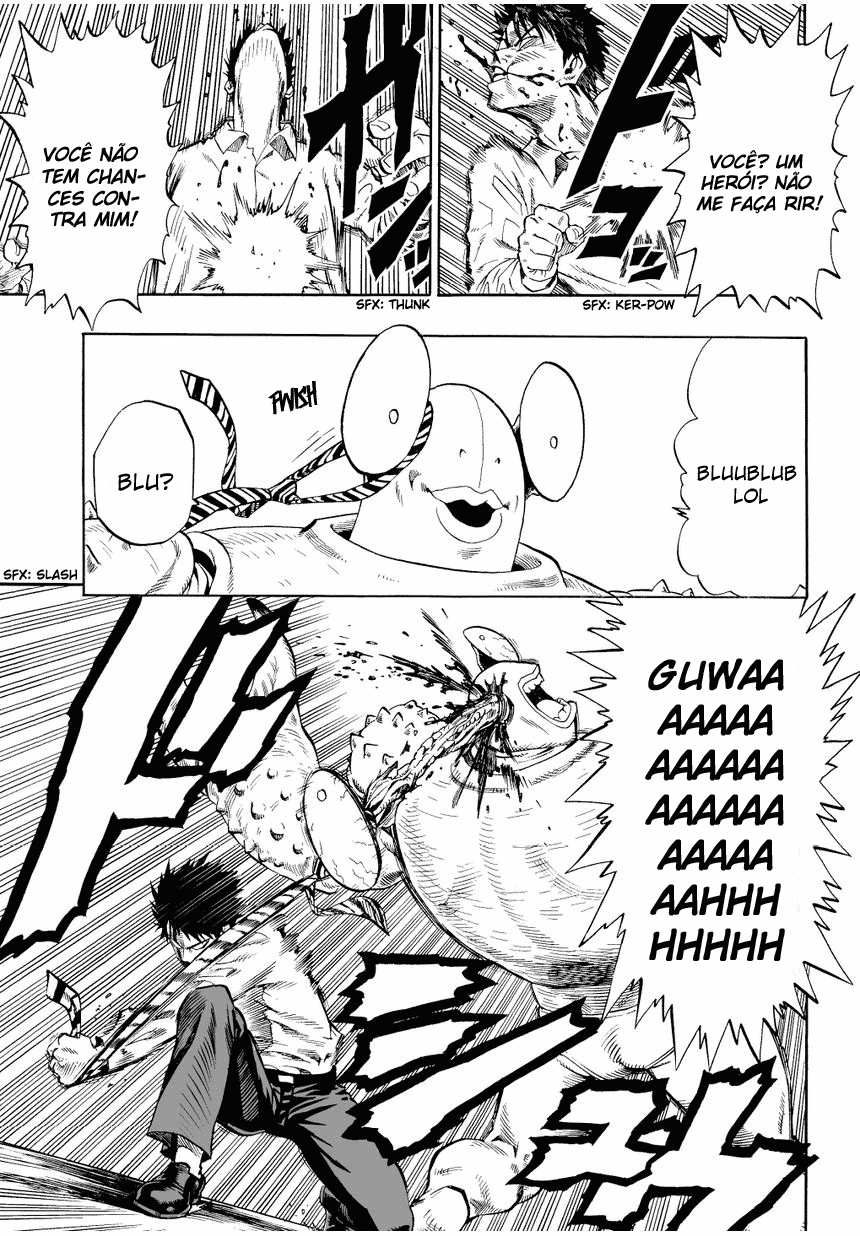 VOCÊ? UM
HERÓI? NÃO
ME FAÇA RIR!
SFX: KER-POW
VOCÊ NÃO
TEM CHAN-
CES CON-
TRA MIM!
SFX: THUNK
BLUUBLUB
LOL
FWISH
BLU?
SFX: SLASH
GUWAA
AAAAA
AAAAAA
AAAAAA
AAAAA
AAHHH
HHHHH